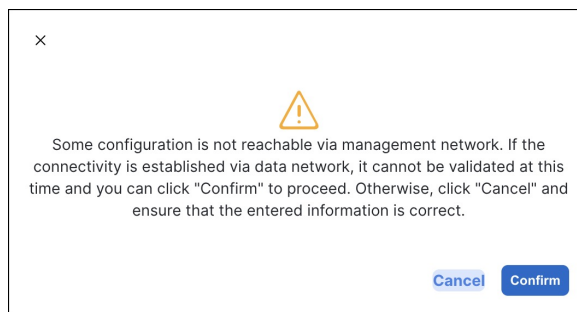 Some configuration is not reachable via management network. If the
connectivity is established via data network, it cannot be validated at this
time and you can click "Confirm" to proceed. Otherwise, click "Cancel" and
ensure that the entered information is correct.
Cancel Confirm